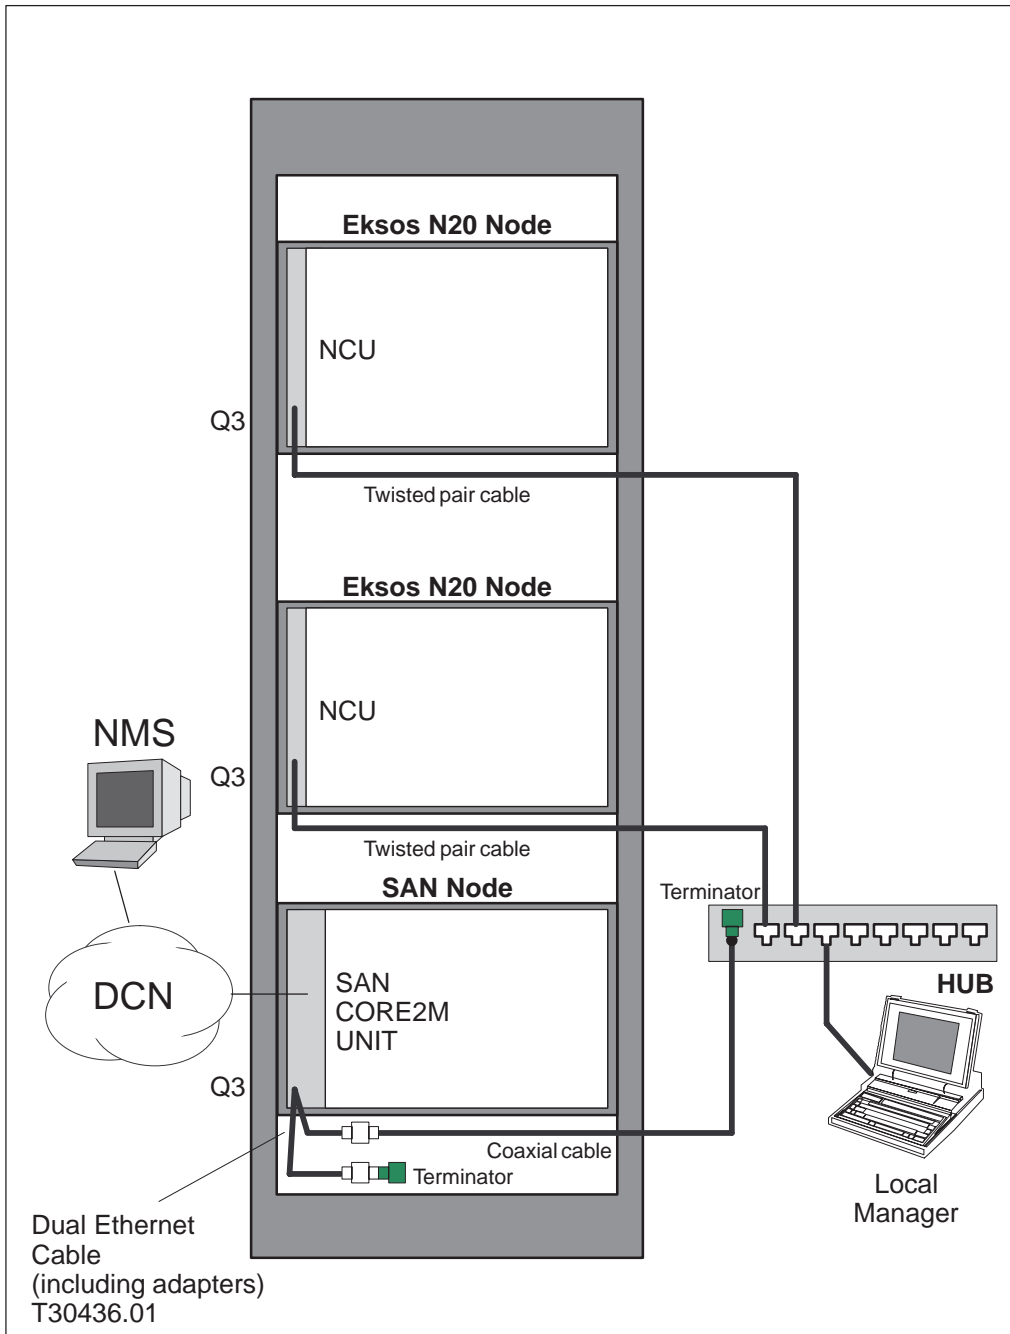 Eksos N20 Node
NCU
Q3
Twisted pair cable
Eksos N20 Node
NCU
NMS
Q3
Twisted pair cable
SAN Node
Terminator
HUB
DCN
SAN
CORE2M
UNIT
Q3
Coaxial cable
Terminator
Local
Manager
Dual Ethernet
Cable
(including adapters)
T30436.01